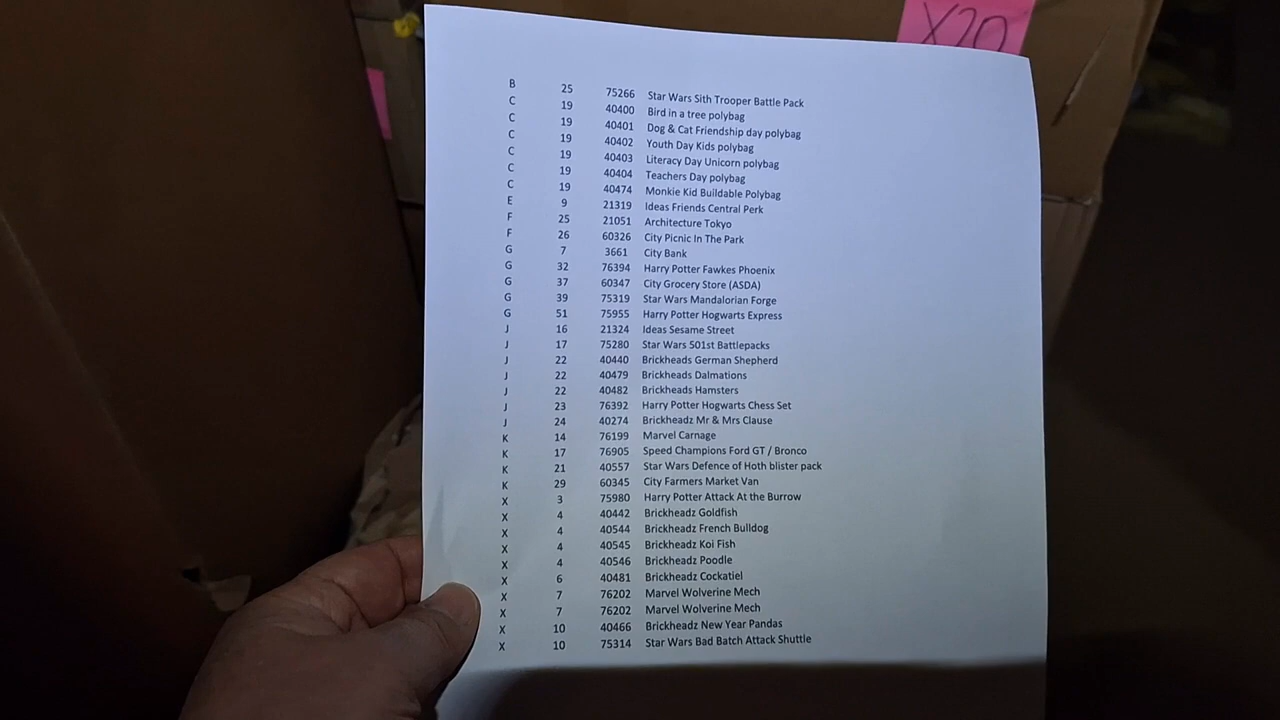 X20
B 25 75266 Star Wars Sith Trooper Battle Pack
C 19 40400 Bird in a tree polybag
C 19 40401 Dog & Cat Friendship day polybag
C 19 40402 Youth Day Kids polybag
C 19 40403 Literacy Day Unicorn polybag
C 19 40404 Teachers Day polybag
C 19 40474 Monkie Kid Buildable Polybag
E 9 21319 Ideas Friends Central Perk
F 25 21051 Architecture Tokyo
F 26 60326 City Picnic In The Park
G 7 3661 City Bank
G 32 76394 Harry Potter Fawkes Phoenix
G 37 60347 City Grocery Store (ASDA)
G 39 75319 Star Wars Mandalorian Forge
G 51 75955 Harry Potter Hogwarts Express
J 16 21324 Ideas Sesame Street
J 17 75280 Star Wars 501st Battlepacks
J 22 40440 Brickheads German Shepherd
J 22 40479 Brickheads Dalmations
J 22 40482 Brickheads Hamsters
J 23 76392 Harry Potter Hogwarts Chess Set
J 24 40274 Brickheadz Mr & Mrs Clause
K 14 76199 Marvel Carnage
K 17 76905 Speed Champions Ford GT / Bronco
K 21 40557 Star Wars Defence of Hoth blister pack
K 29 60345 City Farmers Market Van
X 3 75980 Harry Potter Attack At the Burrow
X 4 40442 Brickheadz Goldfish
X 4 40544 Brickheadz French Bulldog
X 4 40545 Brickheadz Koi Fish
X 4 40546 Brickheadz Poodle
X 6 40481 Brickheadz Cockatiel
X 7 76202 Marvel Wolverine Mech
X 7 76202 Marvel Wolverine Mech
X 10 40466 Brickheadz New Year Pandas
X 10 75314 Star Wars Bad Batch Attack Shuttle